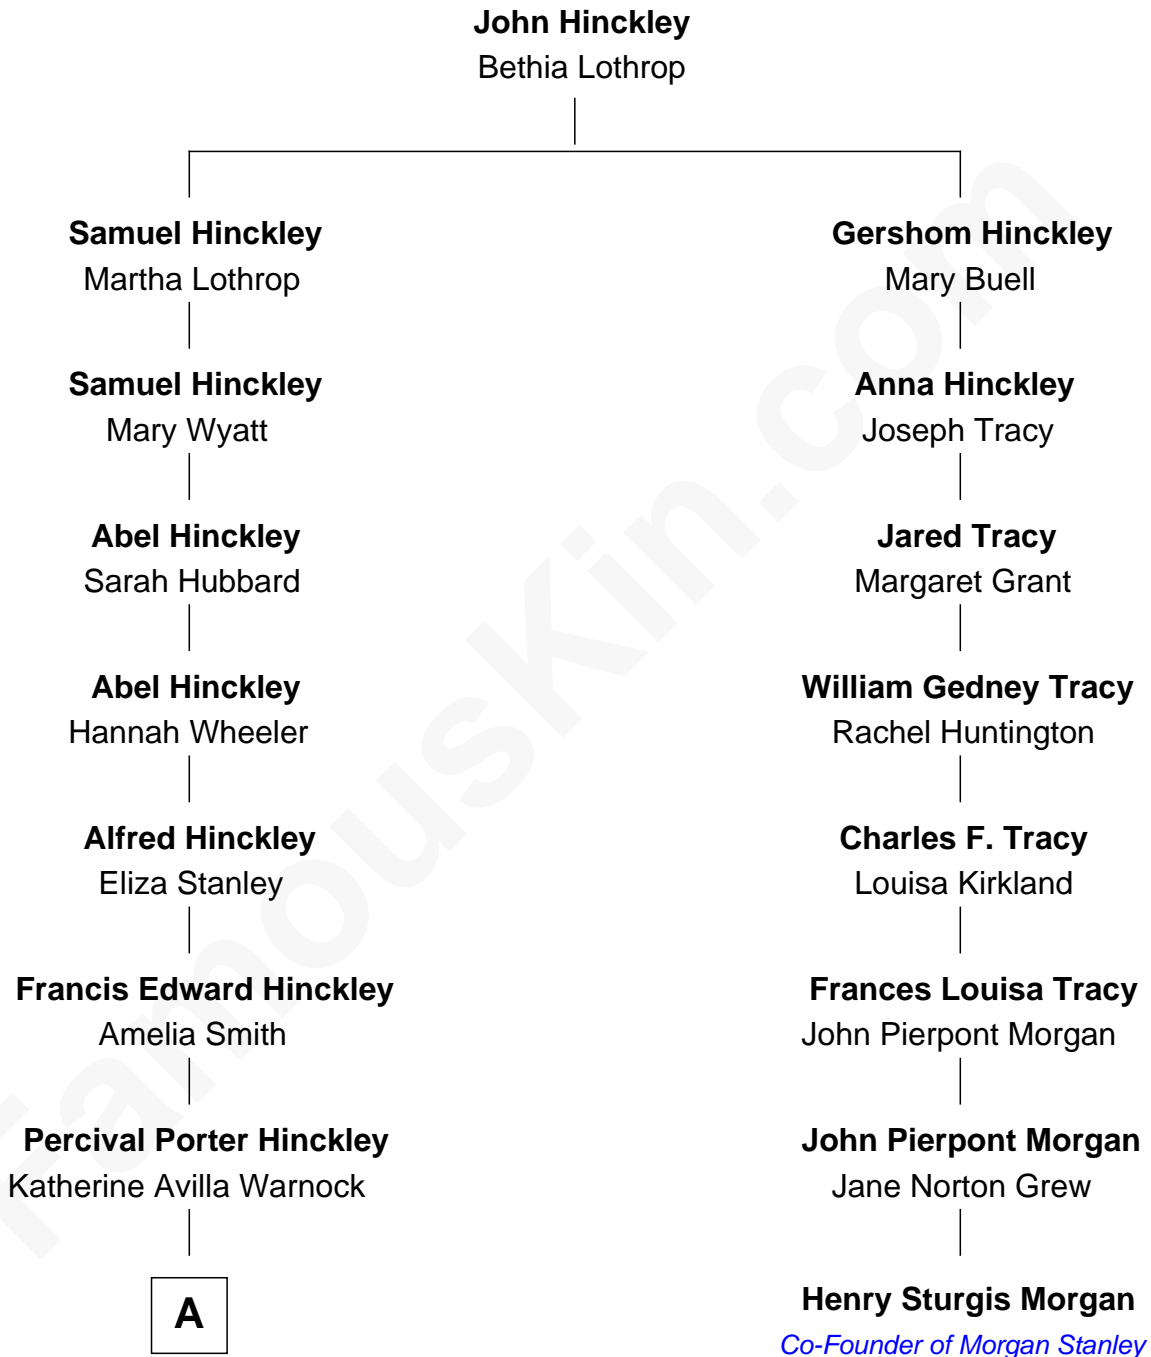 John Hinckley
Bethia Lothrop
Samuel Hinckley
Martha Lothrop
Samuel Hinckley
Mary Wyatt
Abel Hinckley
Sarah Hubbard
Abel Hinckley
Hannah Wheeler
Alfred Hinckley
Eliza Stanley
Francis Edward Hinckley
Amelia Smith
Percival Porter Hinckley
Katherine Avilla Warnock
A
Gershom Hinckley
Mary Buell
Anna Hinckley
Joseph Tracy
Jared Tracy
Margaret Grant
William Gedney Tracy
Rachel Huntington
Charles F. Tracy
Louisa Kirkland
Frances Louisa Tracy
John Pierpont Morgan
John Pierpont Morgan
Jane Norton Grew
Henry Sturgis Morgan
Co-Founder of Morgan Stanley
FamousKin.com